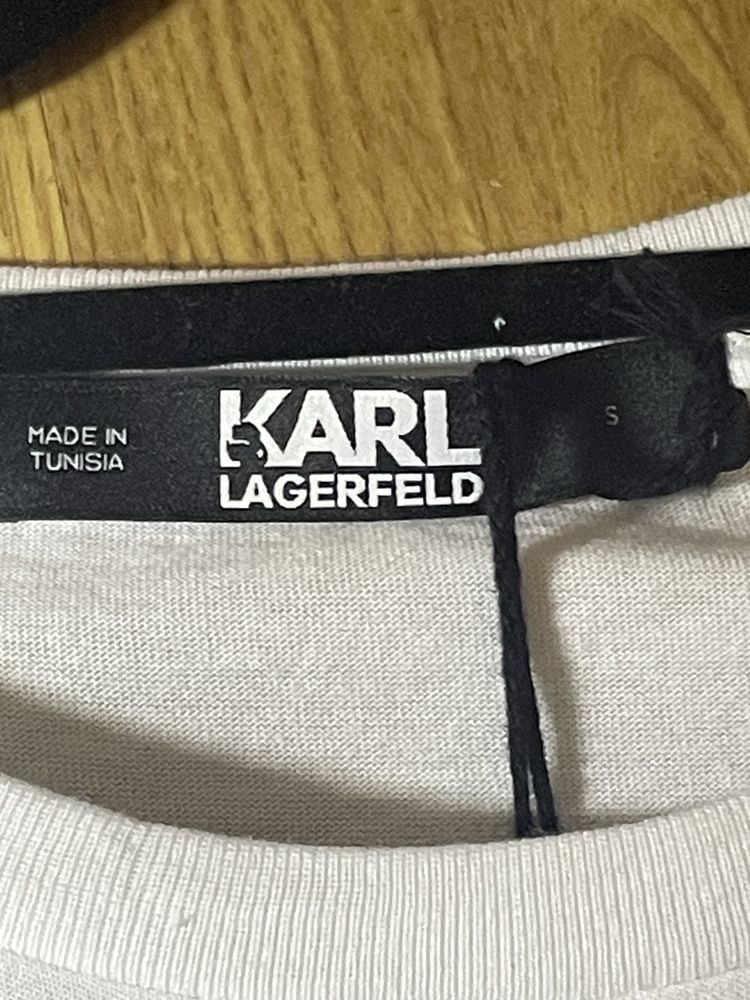 MADE IN
TUNISIA
KARL
LAGERFELD
S